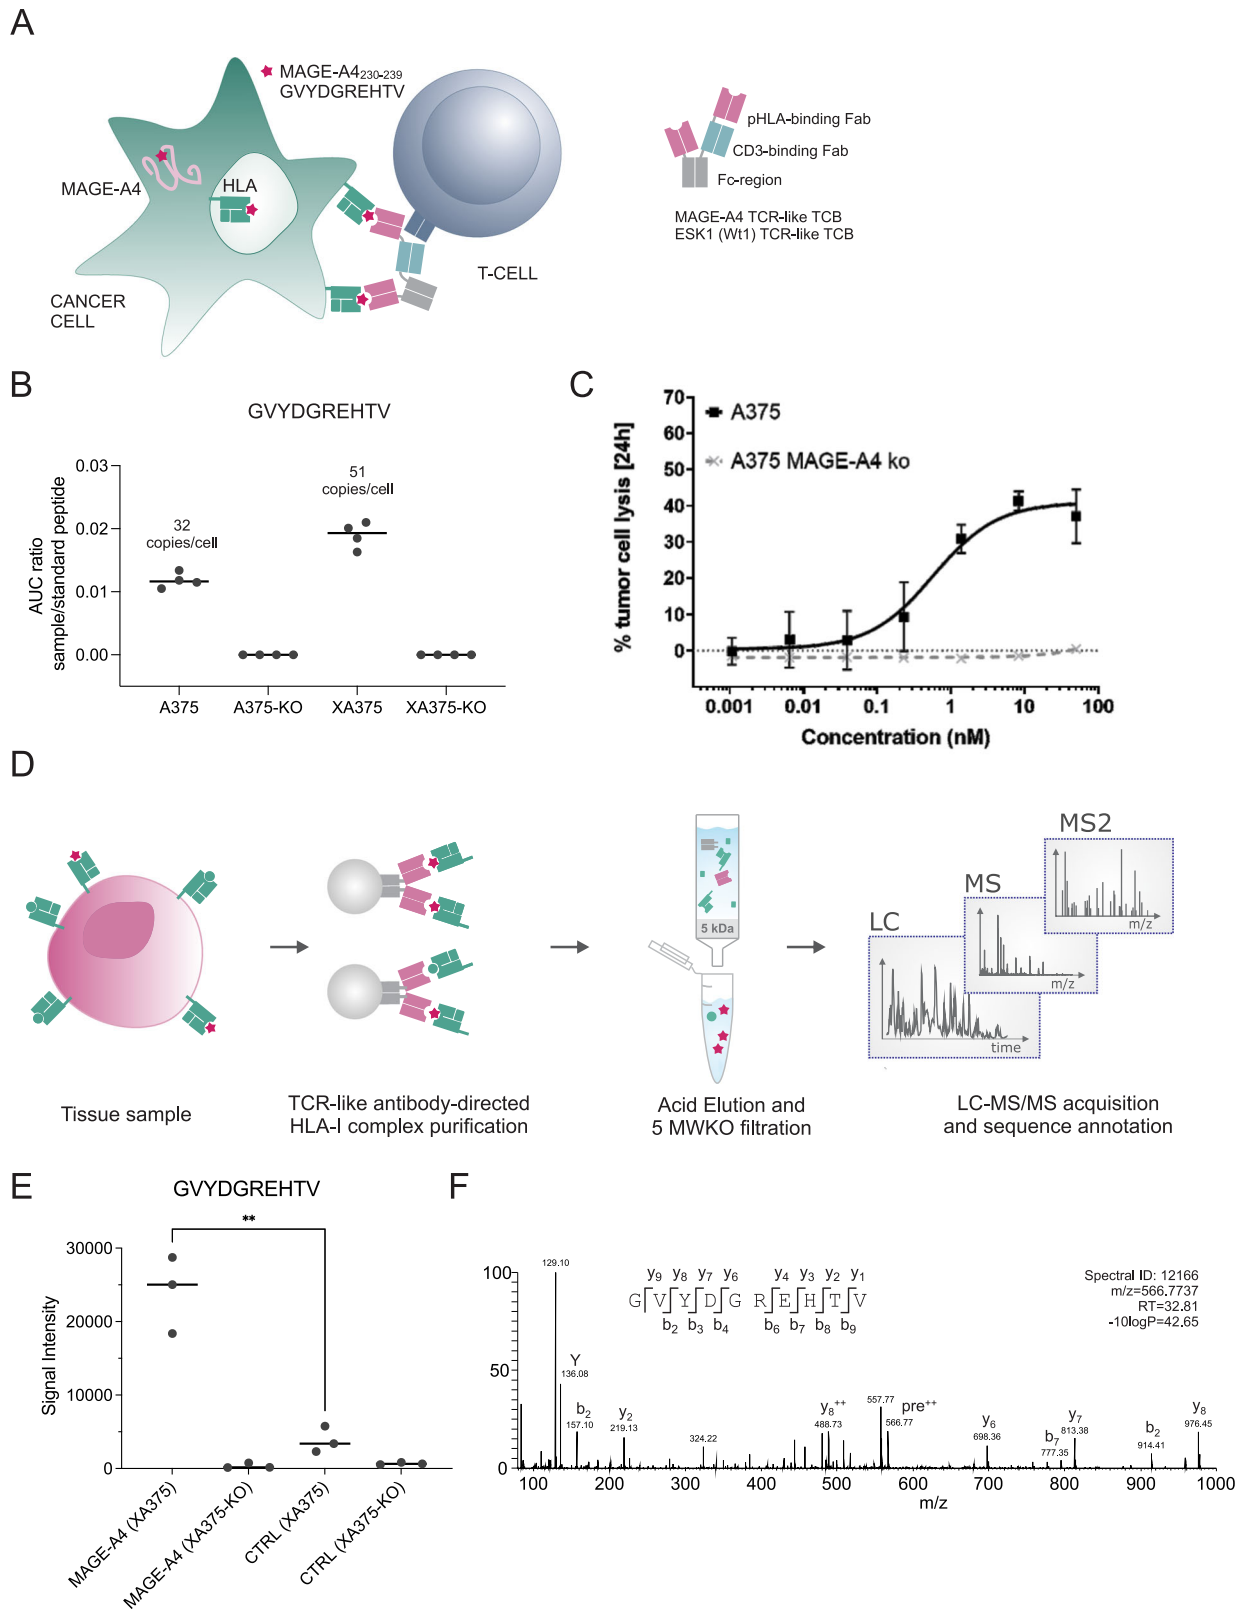 A
MAGE-A4230-239
GVYDGREHTV
MAGE-A4
HLA
CANCER
CELL
T-CELL
pHLA-binding Fab
CD3-binding Fab
Fc-region
MAGE-A4 TCR-like TCB
ESK1 (Wt1) TCR-like TCB
B
GVYDGREHTV
AUC ratio
sample/standard peptide
0.03
0.02
0.01
0.00
32
copies/cell
51
copies/cell
A375
A375-KO
XA375
XA375-KO
C
% tumor cell lysis [24h]
70
60
50
40
30
20
10
0
A375
A375 MAGE-A4 ko
0.001
0.01
0.1
1
10
100
Concentration (nM)
D
5 kDa
LC
time
MS
m/z
MS2
m/z
Tissue sample
TCR-like antibody-directed
HLA-I complex purification
Acid Elution and
5 MWKO filtration
LC-MS/MS acquisition
and sequence annotation
E
GVYDGREHTV
**
Signal Intensity
30000
20000
10000
0
MAGE-A4 (XA375)
MAGE-A4 (XA375-KO)
CTRL (XA375)
CTRL (XA375-KO)
F
100
50
0
y9 y8 y7 y6 y4 y3 y2 y1
G V Y D G R E H T V
b2 b3 b4 b6 b7 b8 b9
Spectral ID: 12166
m/z=566.7737
RT=32.81
-10logP=42.65
129.10
Y
136.08
b2
157.10
y2
219.13
324.22
y8++
488.73
557.77
pre++
566.77
y6
698.36
b7
777.35
y7
813.38
b2
914.41
y8
976.45
100 200 300 400 500 600 700 800 900 1000
m/z